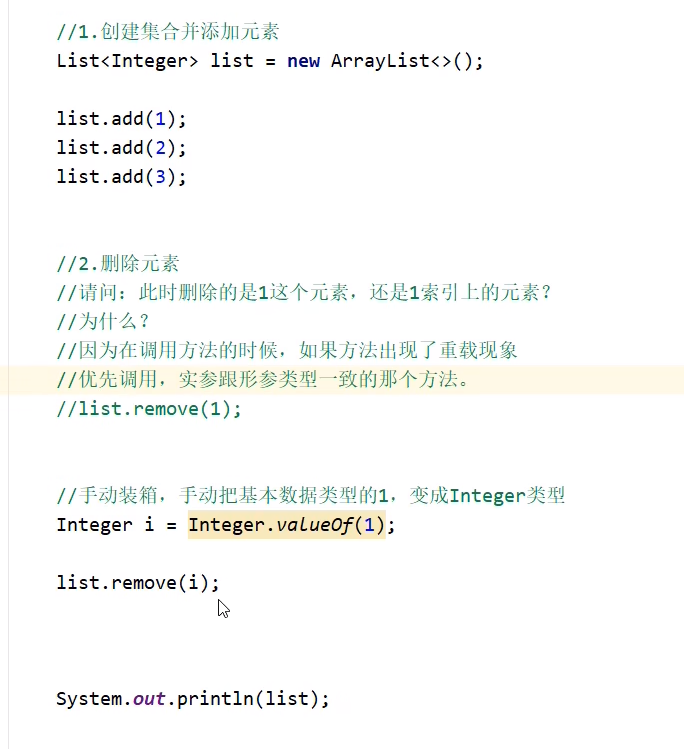 //1.创建集合并添加元素
List<Integer> list = new ArrayList<>();
list.add(1);
list.add(2);
list.add(3);
//2.删除元素
//请问：此时删除的是1这个元素，还是1索引上的元素？
//为什么？
//因为在调用方法的时候，如果方法出现了重载现象
//优先调用，实参跟形参类型一致的那个方法。
//list.remove(1);
//手动装箱，手动把基本数据类型的1，变成Integer类型
Integer i = Integer.valueOf(1);
list.remove(i);
System.out.println(list);